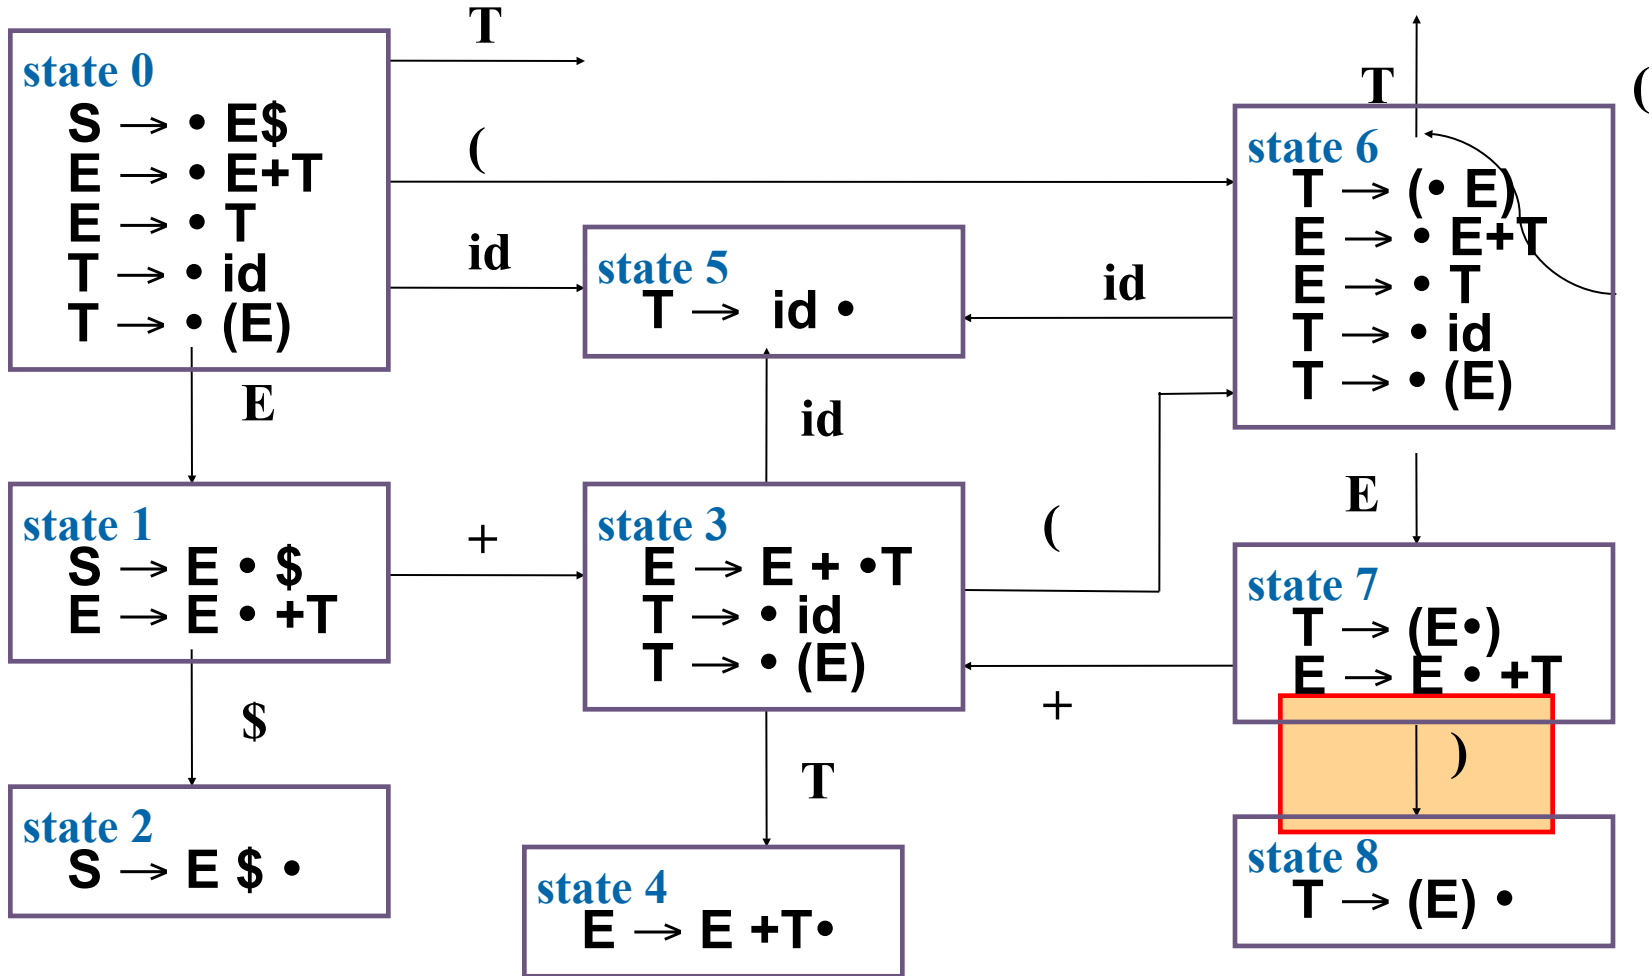 T
state 0
S → • E$
E → • E+T
E → • T
T → • id
T → • (E)
(
id
E
state 5
T → id •
id
T
(
state 6
T → (• E)
E → • E+T
E → • T
T → • id
T → • (E)
id
E
state 1
S → E • $
E → E • +T
+
state 3
E → E + •T
T → • id
T → • (E)
(
+
state 7
T → (E•)
E → E • +T
$
T
)
state 2
S → E $ •
state 4
E → E +T•
state 8
T → (E) •